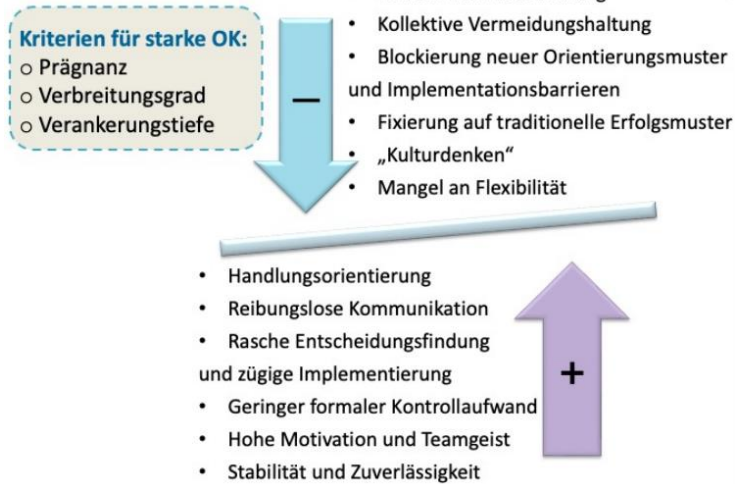 Kriterien für starke OK:
o Prägnanz
o Verbreitungsgrad
o Verankerungstiefe
–
• Kollektive Vermeidungshaltung
• Blockierung neuer Orientierungsmuster
und Implementationsbarrieren
• Fixierung auf traditionelle Erfolgsmuster
• „Kulturdenken“
• Mangel an Flexibilität
• Handlungsorientierung
• Reibungslose Kommunikation
• Rasche Entscheidungsfindung
und zügige Implementierung
• Geringer formaler Kontrollaufwand
• Hohe Motivation und Teamgeist
• Stabilität und Zuverlässigkeit
+